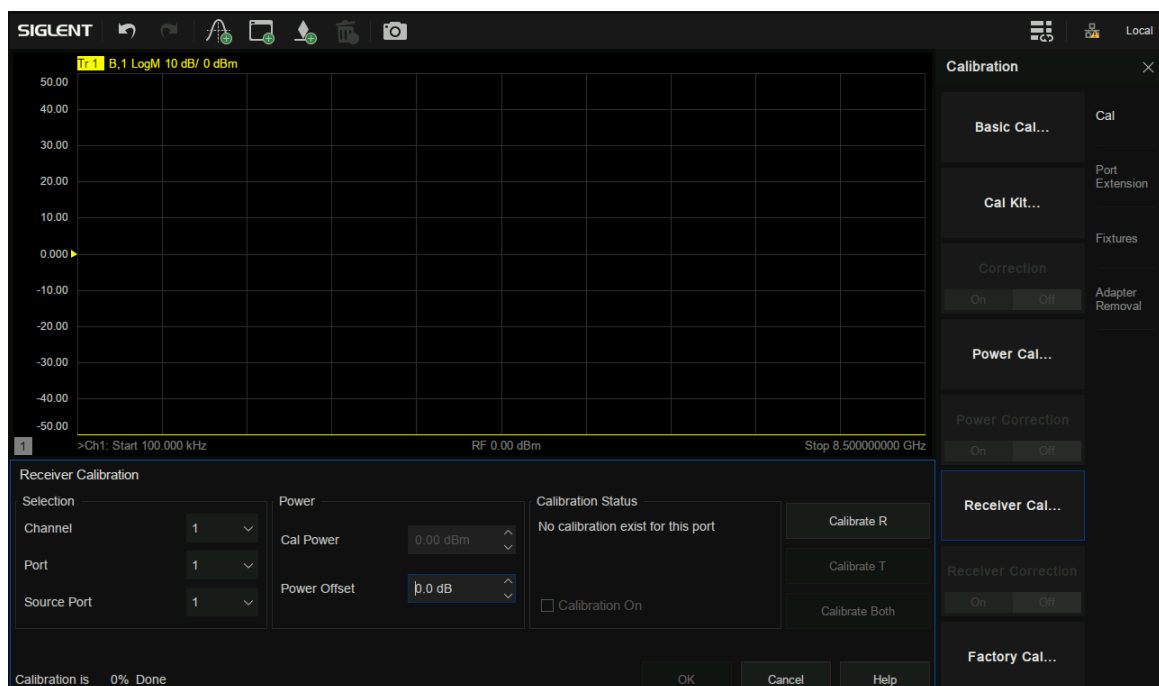 SIGLENT
Local
Tr 1 B,1 LogM 10 dB/ 0 dBm
50.00
40.00
30.00
20.00
10.00
0.000
-10.00
-20.00
-30.00
-40.00
-50.00
1 >Ch1: Start 100.000 kHz RF 0.00 dBm Stop 8.500000000 GHz
Receiver Calibration
Selection
Channel 1
Port 1
Source Port 1
Power
Cal Power 0.00 dBm
Power Offset 0.0 dB
Calibration Status
No calibration exist for this port
Calibration On
Calibrate R
Calibrate T
Calibrate Both
Calibration is 0% Done
OK Cancel Help
Calibration
Basic Cal...
Cal Kit...
Correction
On Off
Power Cal...
Power Correction
On Off
Receiver Cal...
Receiver Correction
On Off
Factory Cal...
Cal
Port
Extension
Fixtures
Adapter
Removal